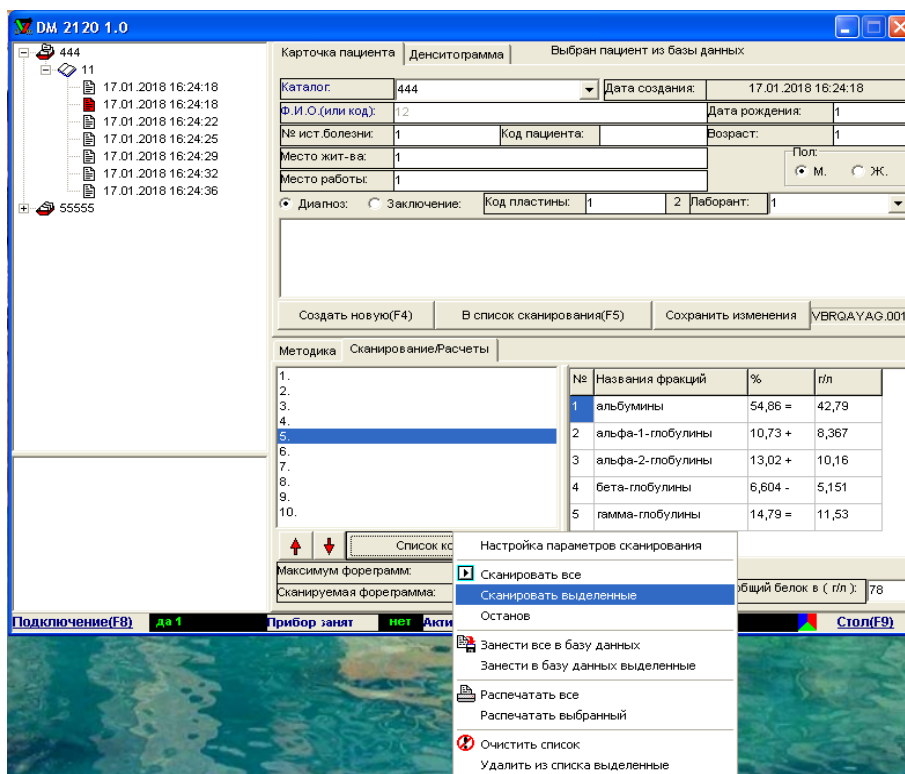 DM 2120 1.0
444
11
17.01.2018 16:24:18
17.01.2018 16:24:18
17.01.2018 16:24:22
17.01.2018 16:24:25
17.01.2018 16:24:29
17.01.2018 16:24:32
17.01.2018 16:24:36
55555
Карточка пациента Денситограмма Выбран пациент из базы данных
Каталог: 444 Дата создания: 17.01.2018 16:24:18
Ф.И.О.(или код): 12 Дата рождения: 1
№ ист.болезни: 1 Код пациента: Возраст: 1
Место жит-ва: 1 Пол:
М. Ж.
Место работы: 1
Диагноз: Заключение: Код пластины: 1 2 Лаборант: 1
Создать новую(F4) В список сканирования(F5) Сохранить изменения VBRQAYAG.001
Методика Сканирование/Расчеты
1.
2.
3.
4.
5.
6.
7.
8.
9.
10.
№ Названия фракций % г/л
1 альбумины 54,86 = 42,79
2 альфа-1-глобулины 10,73 + 8,367
3 альфа-2-глобулины 13,02 + 10,16
4 бета-глобулины 6,604 - 5,151
5 гамма-глобулины 14,79 = 11,53
Список ко
Максимум фореграмм:
Сканируемая фореграмма: общий белок в ( г/л ): 78
Настройка параметров сканирования
Сканировать все
Сканировать выделенные
Останов
Занести все в базу данных
Занести в базу данных выделенные
Распечатать все
Распечатать выбранный
Очистить список
Удалить из списка выделенные
Подключение(F8) да 1 Прибор занят нет Акти Стол(F9)